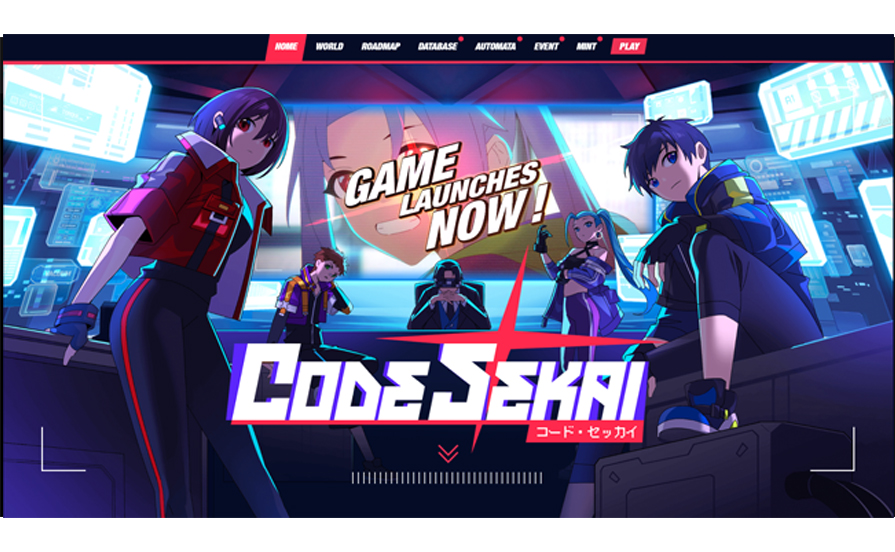 HOME WORLD ROADMAP DATABASE AUTOMATA EVENT MINT PLAY
GAME
LAUNCHES
NOW!
CODE SEKAI
コード・セッカイ